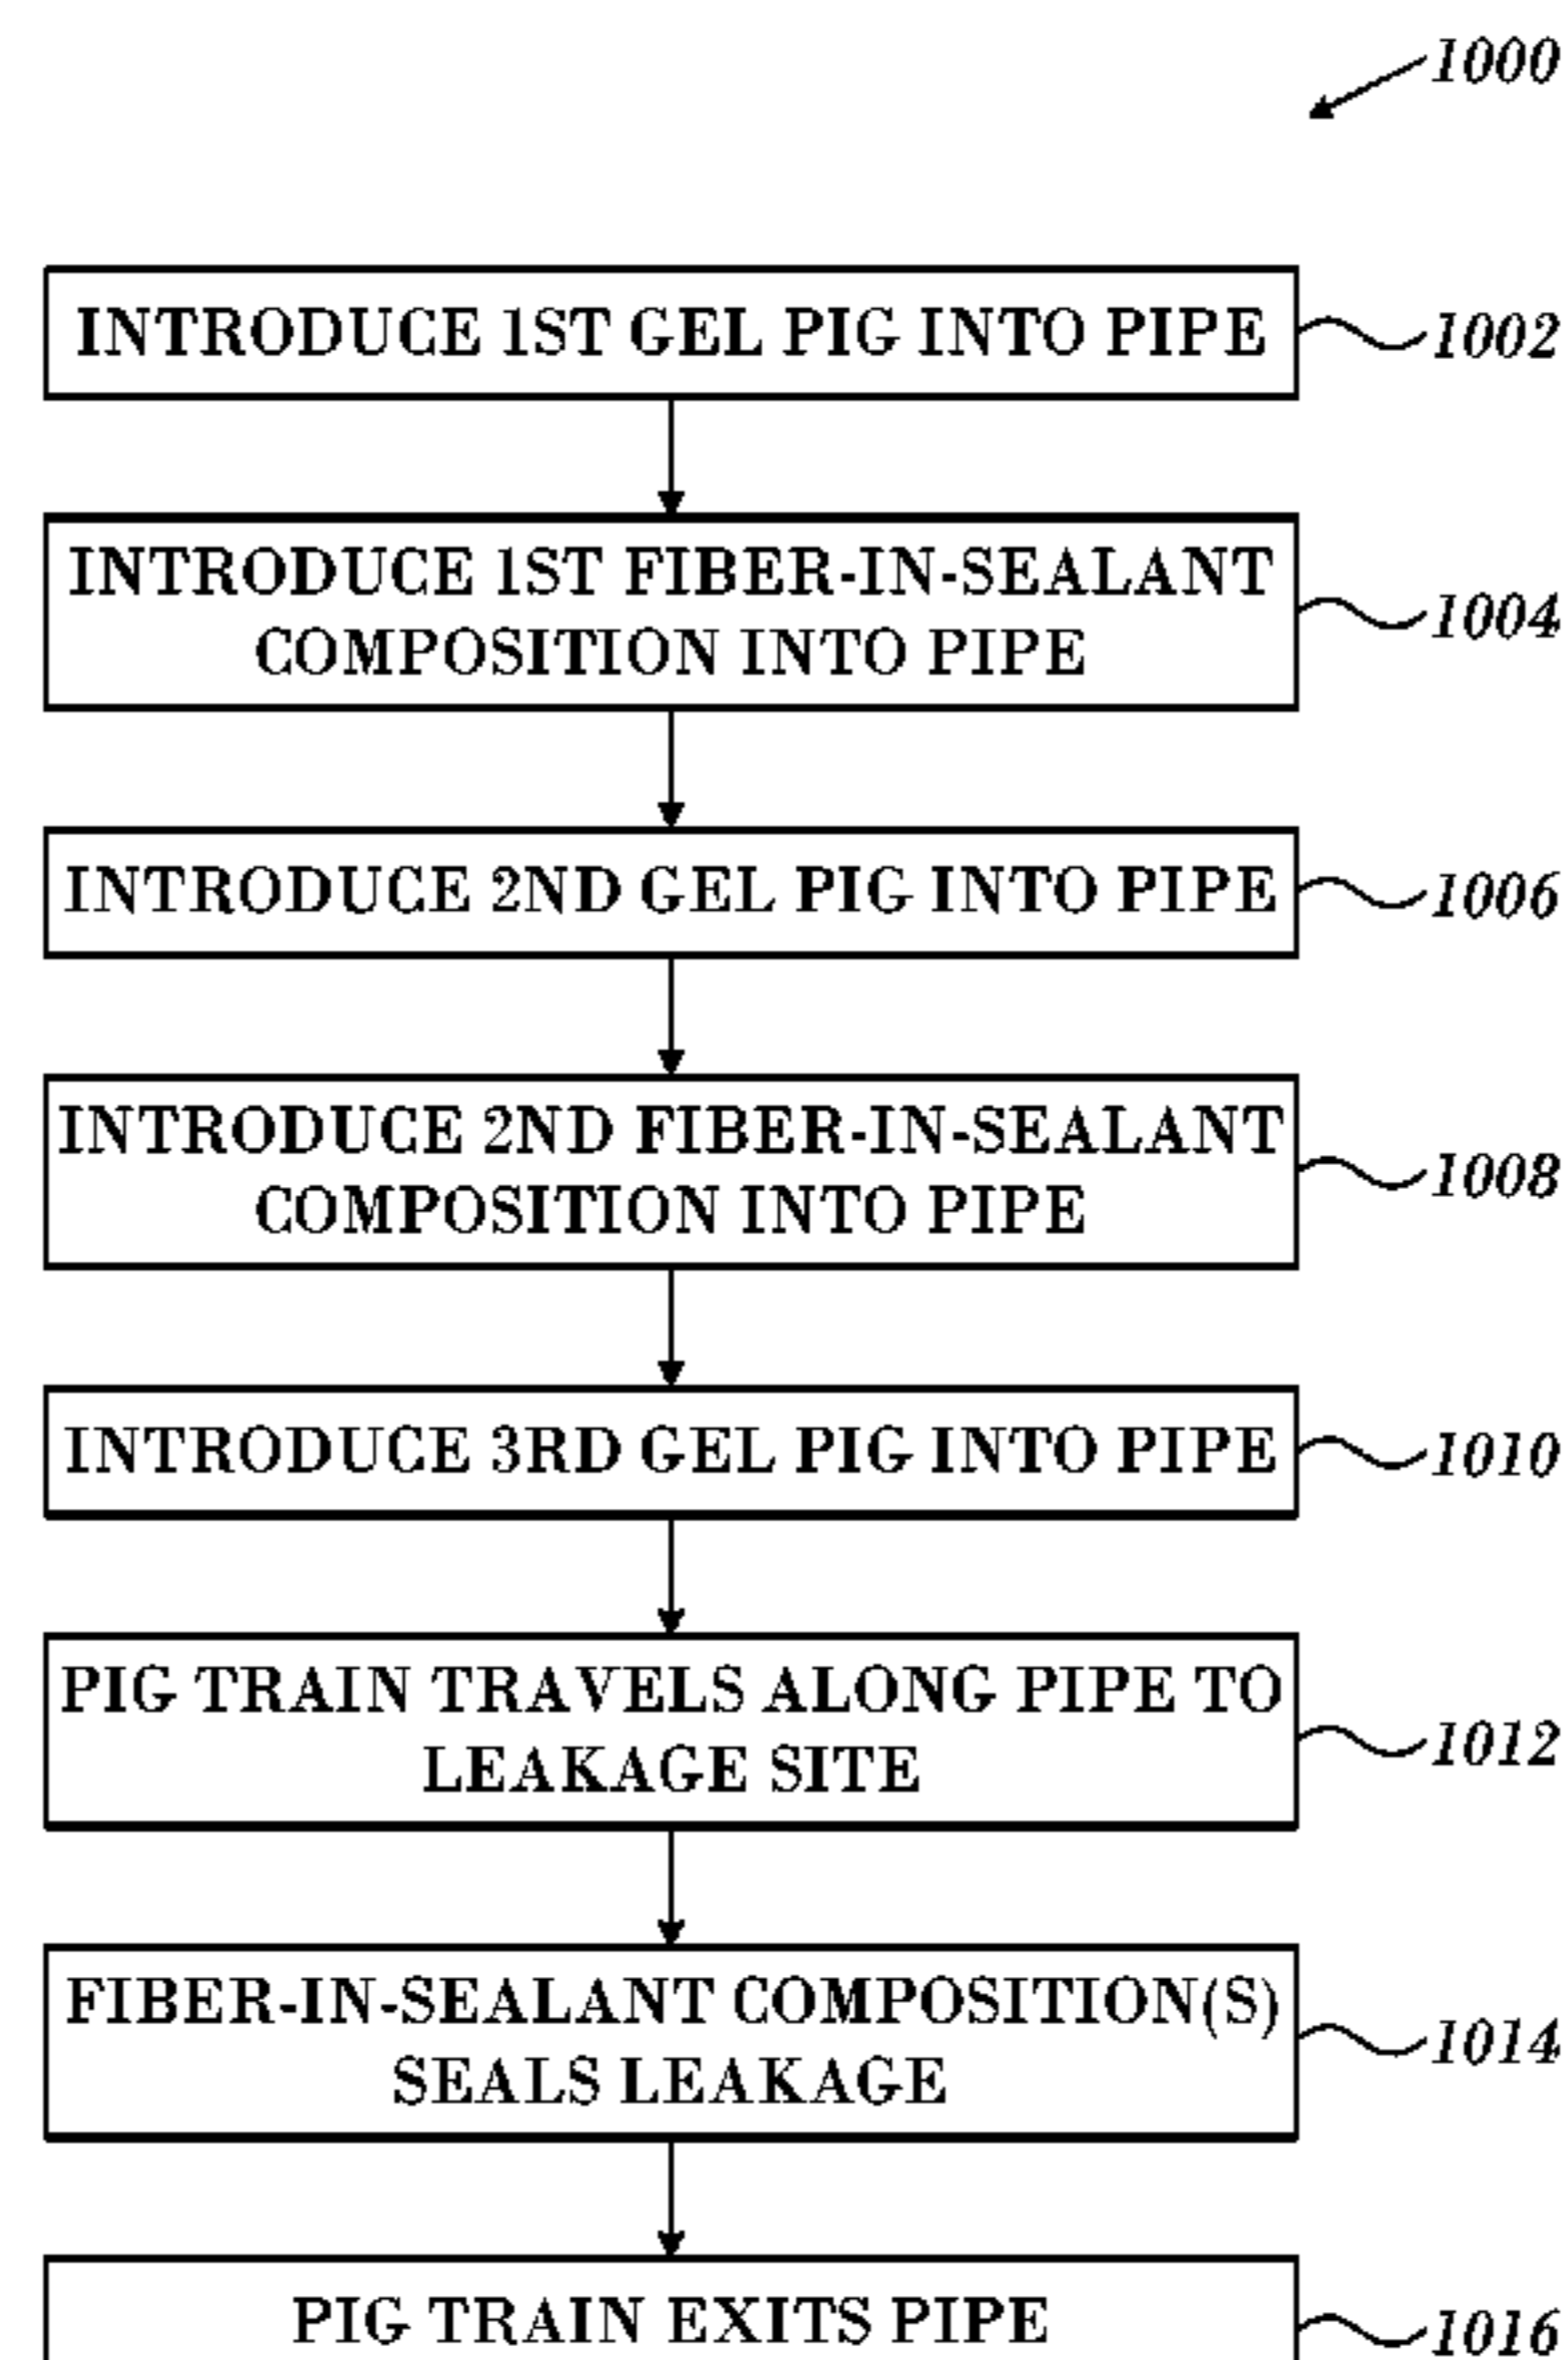 1000
INTRODUCE 1ST GEL PIG INTO PIPE
1002
INTRODUCE 1ST FIBER-IN-SEALANT
COMPOSITION INTO PIPE
1004
INTRODUCE 2ND GEL PIG INTO PIPE
1006
INTRODUCE 2ND FIBER-IN-SEALANT
COMPOSITION INTO PIPE
1008
INTRODUCE 3RD GEL PIG INTO PIPE
1010
PIG TRAIN TRAVELS ALONG PIPE TO
LEAKAGE SITE
1012
FIBER-IN-SEALANT COMPOSITION(S)
SEALS LEAKAGE
1014
PIG TRAIN EXITS PIPE
1016